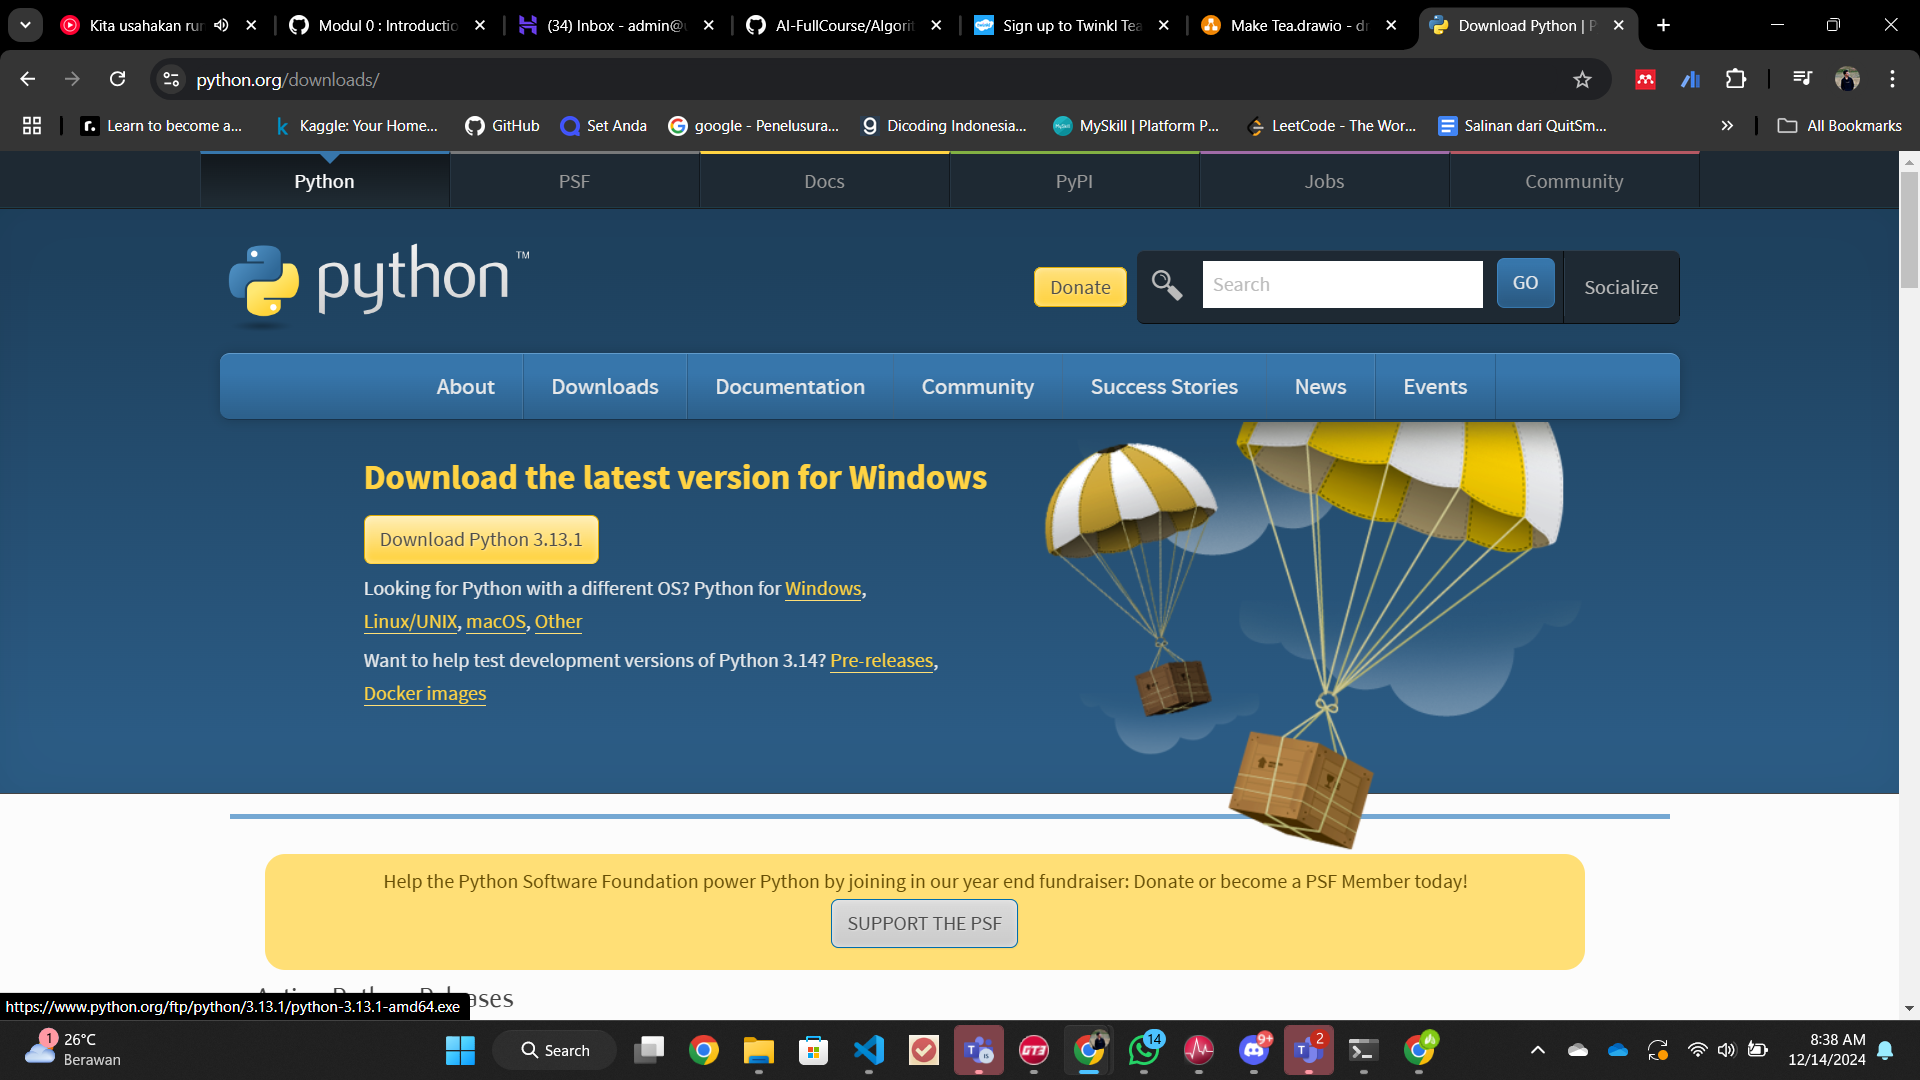 Kita usahakan rur
Modul 0 : Introductio
(34) Inbox - admin@
AI-FullCourse/Algorit
Sign up to Twinkl Tea
Make Tea.drawio - dr
Download Python | P
python.org/downloads/
Learn to become a...
Kaggle: Your Home...
GitHub
Set Anda
google - Penelusura...
Dicoding Indonesia...
MySkill | Platform P...
LeetCode - The Wor...
Salinan dari QuitSm...
All Bookmarks
Python
PSF
Docs
PyPI
Jobs
Community
python™
Donate
Search
GO
Socialize
About
Downloads
Documentation
Community
Success Stories
News
Events
Download the latest version for Windows
Download Python 3.13.1
Looking for Python with a different OS? Python for Windows,
Linux/UNIX, macOS, Other
Want to help test development versions of Python 3.14? Pre-releases,
Docker images
Help the Python Software Foundation power Python by joining in our year end fundraiser: Donate or become a PSF Member today!
SUPPORT THE PSF
https://www.python.org/ftp/python/3.13.1/python-3.13.1-amd64.exe
1
26°C
Berawan
Search
GT3
14
9+
2
8:38 AM
12/14/2024